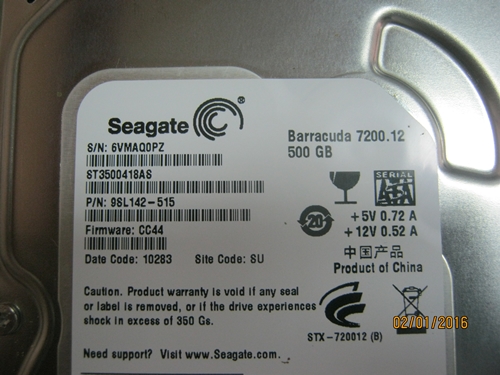 Seagate
Barracuda 7200.12
500 GB
S/N: 6VMAQ0PZ
ST3500418AS
P/N: 9SL142-515
Firmware: CC44
Date Code: 10283 Site Code: SU
SERIAL
SATA
20
+5V 0.72 A
+12V 0.52 A
中国产品
Product of China
Caution. Product warranty is void if any seal
or label is removed, or if the drive experiences
shock in excess of 350 Gs.
STX-720012 (B)
Need support? Visit www.Seagate.com.
02/01/2016